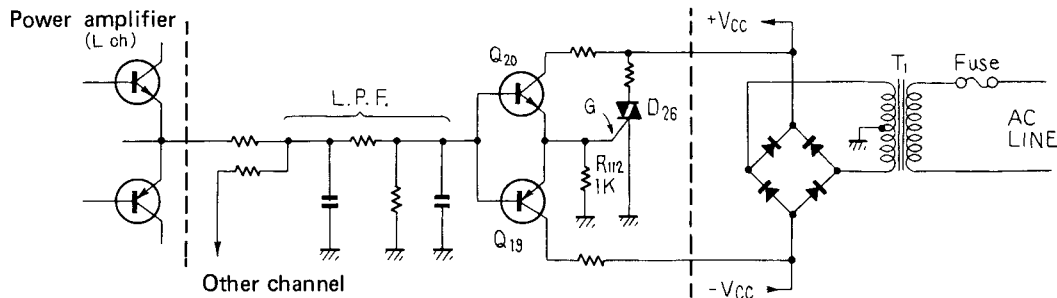 Power amplifier
(L ch)
L.P.F.
Q20
Q19
G
D26
R112
1K
+Vcc
-Vcc
T1
Fuse
AC
LINE
Other channel